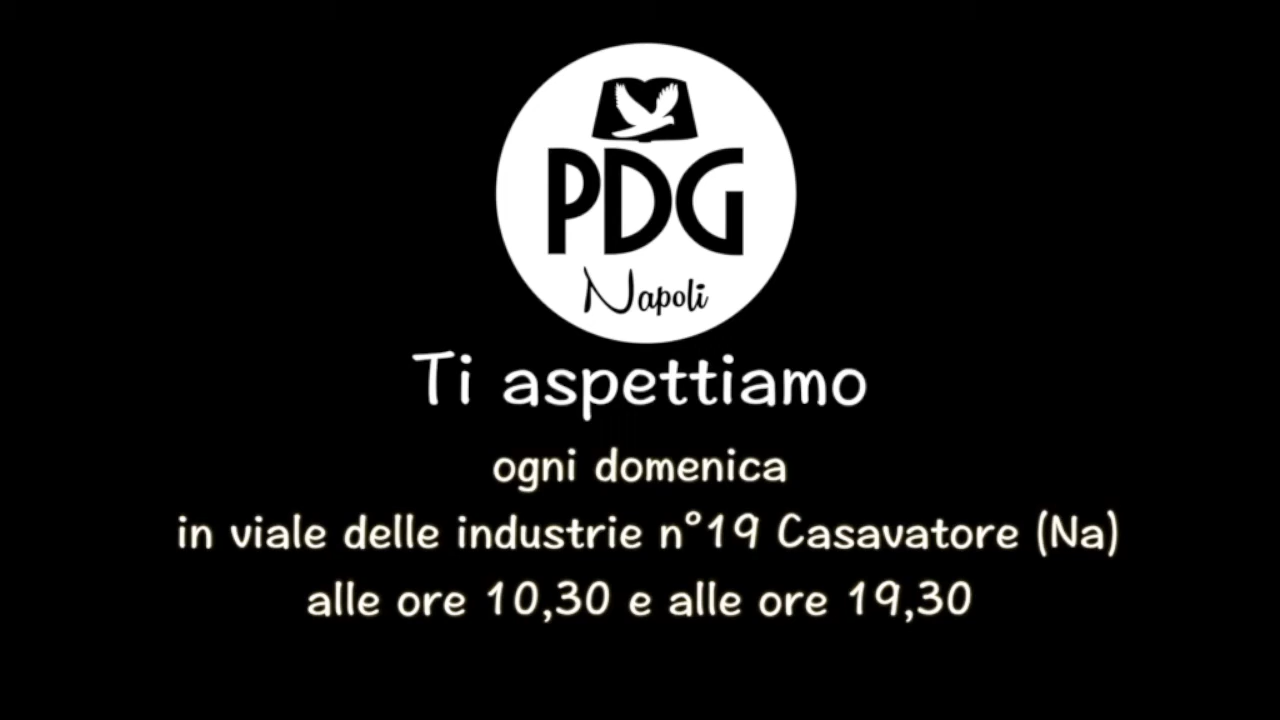 PDG
Napoli
Ti aspettiamo
ogni domenica
in viale delle industrie n°19 Casavatore (Na)
alle ore 10,30 e alle ore 19,30